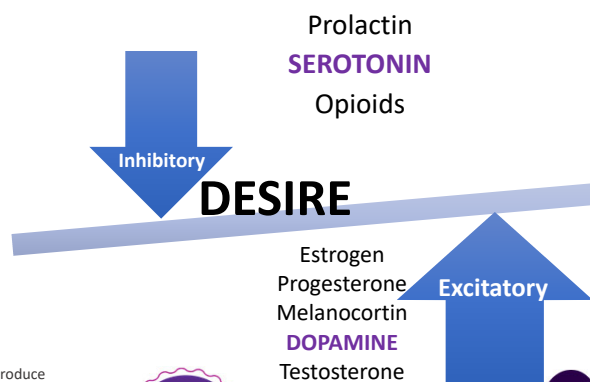 Prolactin
SEROTONIN
Opioids
Inhibitory
DESIRE
Estrogen
Progesterone
Excitatory
Melanocortin
DOPAMINE
Testosterone
roduce